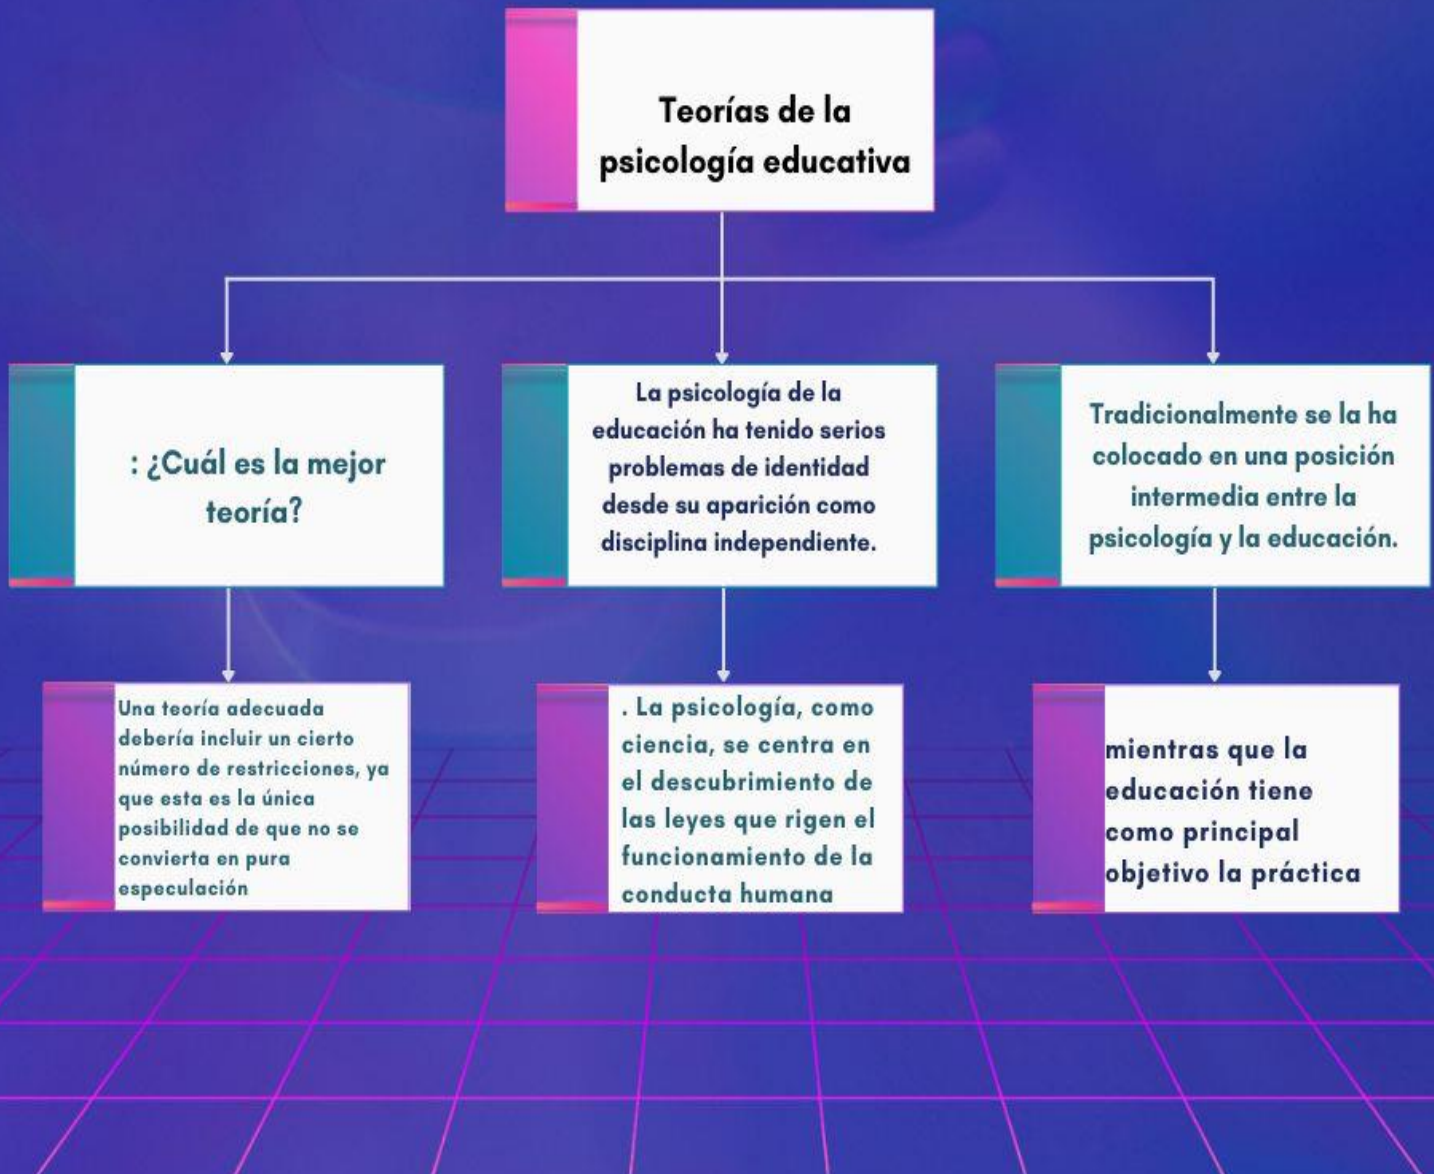 Teorías de la
psicología educativa
: ¿Cuál es la mejor
teoría?
La psicología de la
educación ha tenido serios
problemas de identidad
desde su aparición como
disciplina independiente.
Tradicionalmente se la ha
colocado en una posición
intermedia entre la
psicología y la educación.
Una teoría adecuada
debería incluir un cierto
número de restricciones, ya
que esta es la única
posibilidad de que no se
convierta en pura
especulación
. La psicología, como
ciencia, se centra en
el descubrimiento de
las leyes que rigen el
funcionamiento de la
conducta humana
mientras que la
educación tiene
como principal
objetivo la práctica